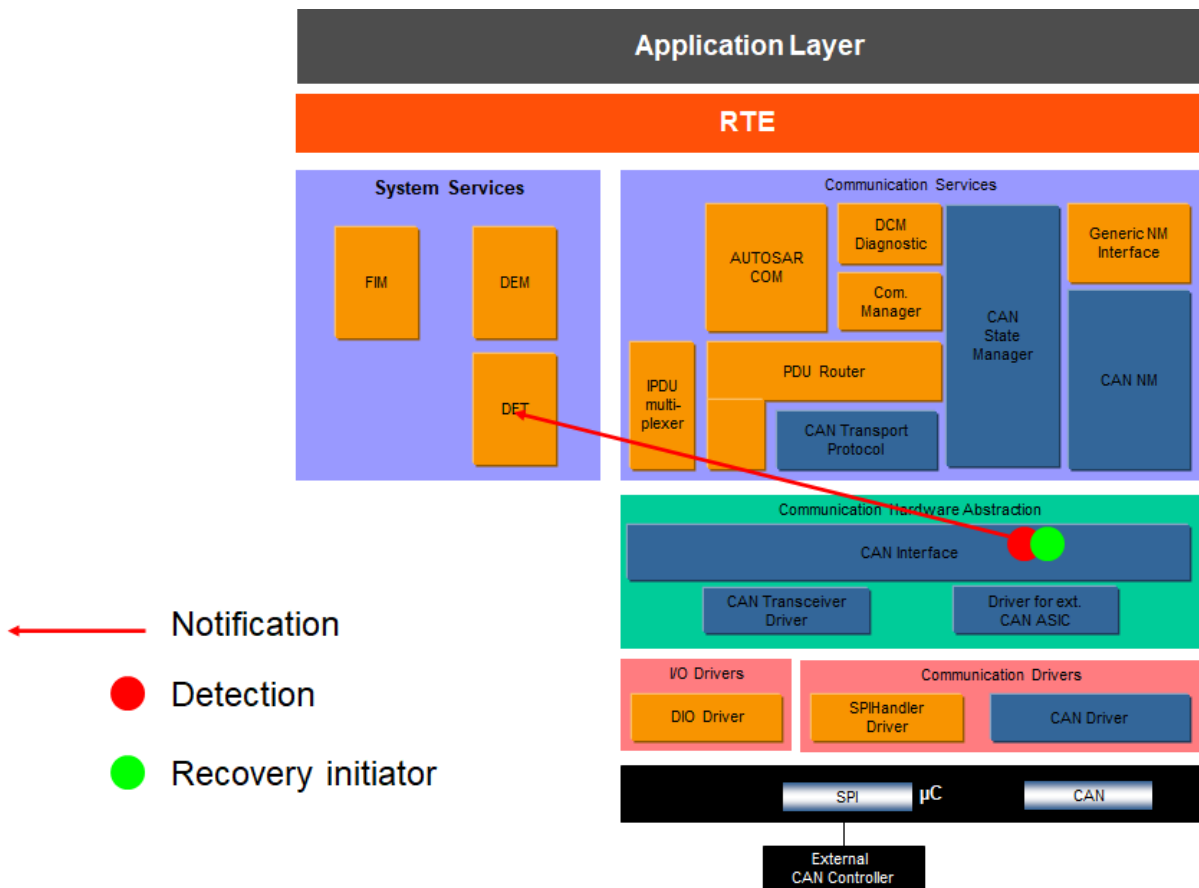 Application Layer
RTE
System Services
FIM
DEM
DET
Communication Services
AUTOSAR
COM
DCM
Diagnostic
Com.
Manager
CAN
State
Manager
Generic NM
Interface
CAN NM
IPDU
multi-
plexer
PDU Router
CAN Transport
Protocol
Communication Hardware Abstraction
CAN Interface
CAN Transceiver
Driver
Driver for ext.
CAN ASIC
I/O Drivers
DIO Driver
Communication Drivers
SPIHandler
Driver
CAN Driver
SPI
µC
CAN
External
CAN Controller
Notification
Detection
Recovery initiator